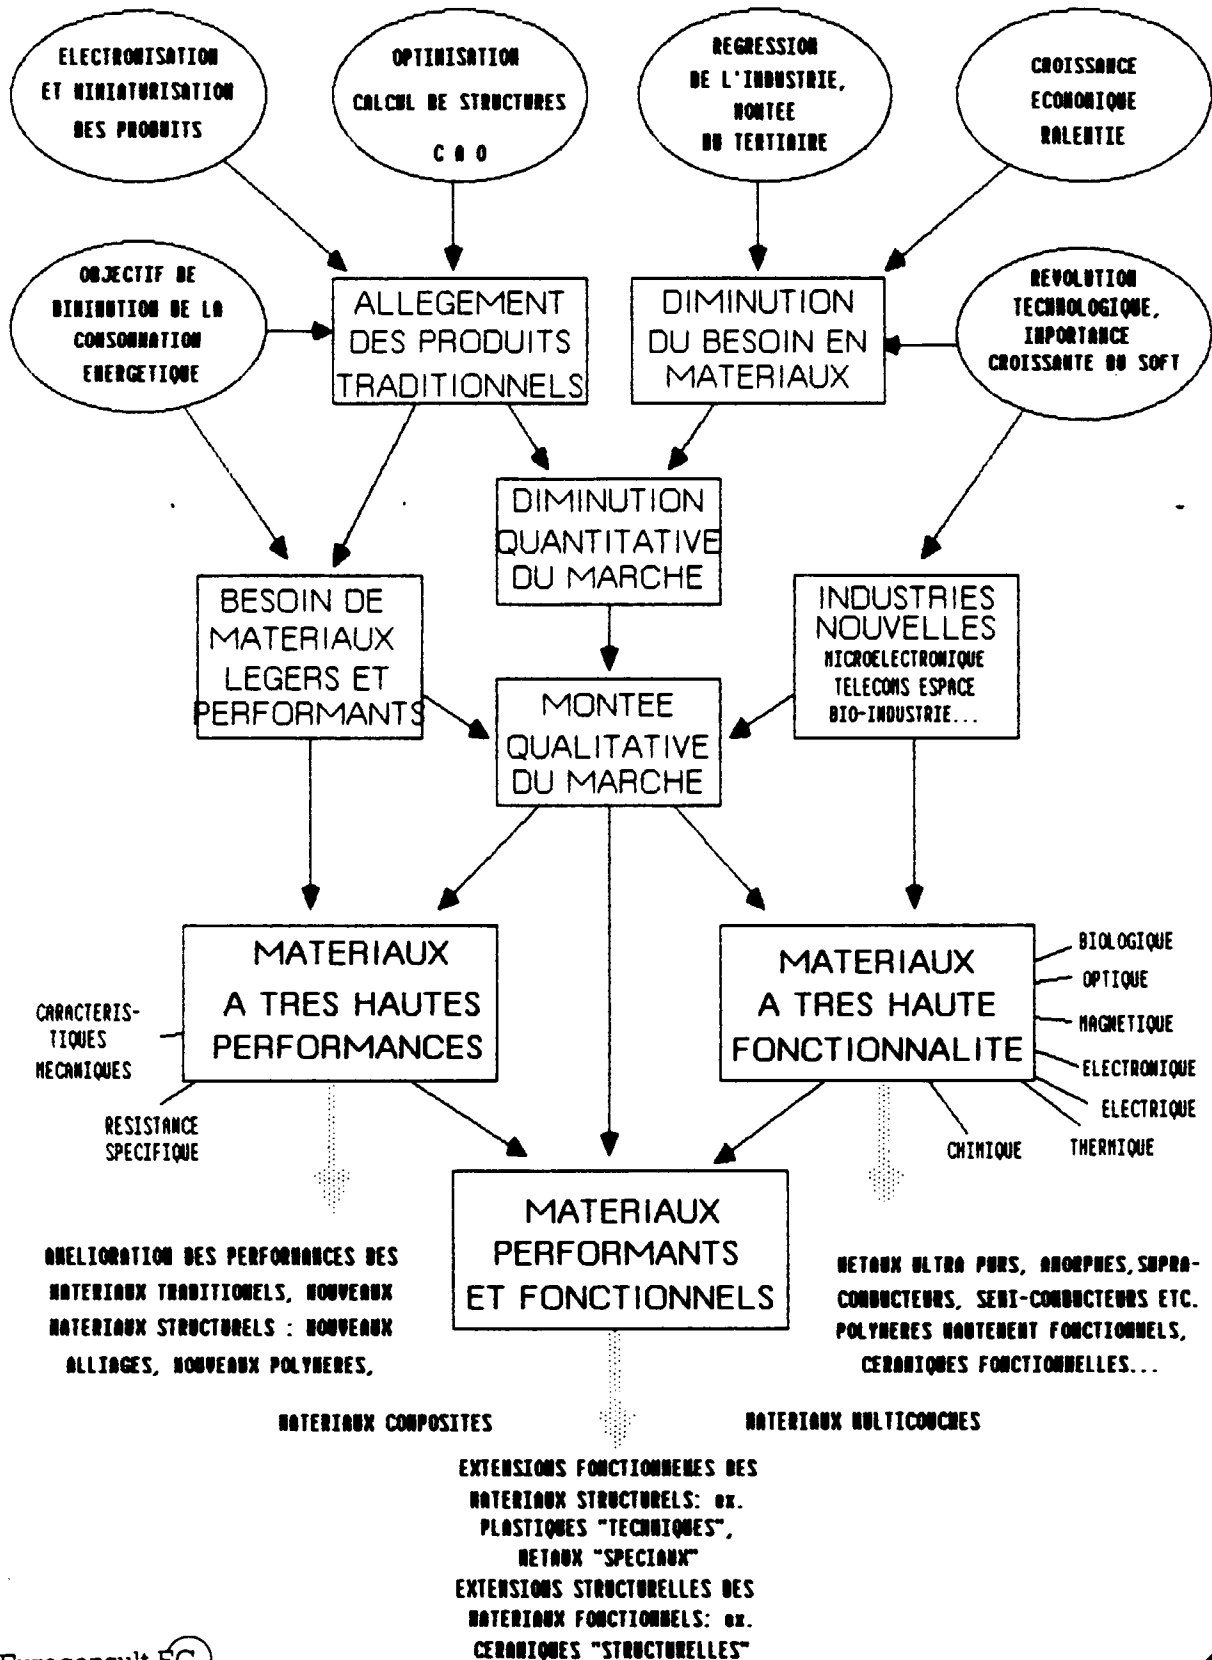 ELECTRONISATION
ET MINIATURISATION
DES PRODUITS
OPTIMISATION
CALCUL DE STRUCTURES
C A O
REGRESSION
DE L'INDUSTRIE,
MONTEE
DU TERTIAIRE
CROISSANCE
ECONOMIQUE
RALENTIE
OBJECTIF DE
DIMINUTION DE LA
CONSOMMATION
ENERGETIQUE
ALLEGEMENT
DES PRODUITS
TRADITIONNELS
DIMINUTION
DU BESOIN EN
MATERIAUX
REVOLUTION
TECHNOLOGIQUE,
IMPORTANCE
CROISSANTE DU SOFT
DIMINUTION
QUANTITATIVE
DU MARCHE
BESOIN DE
MATERIAUX
LEGERS ET
PERFORMANTS
INDUSTRIES
NOUVELLES
MICROELECTRONIQUE
TELECOMS ESPACE
BIO-INDUSTRIE...
MONTEE
QUALITATIVE
DU MARCHE
MATERIAUX
A TRES HAUTES
PERFORMANCES
CARACTERIS-
TIQUES
MECANIQUES
RESISTANCE
SPECIFIQUE
MATERIAUX
A TRES HAUTE
FONCTIONNALITE
BIOLOGIQUE
OPTIQUE
MAGNETIQUE
ELECTRONIQUE
ELECTRIQUE
THERMIQUE
CHIMIQUE
MATERIAUX
PERFORMANTS
ET FONCTIONNELS
AMELIORATION DES PERFORMANCES DES
MATERIAUX TRADITIONELS, NOUVEAUX
MATERIAUX STRUCTURELS : NOUVEAUX
ALLIAGES, NOUVEAUX POLYMERES,
METAUX ULTRA PURS, AMORPHES, SUPRA-
CONDUCTEURS, SEMI-CONDUCTEURS ETC.
POLYMERES HAUTEMENT FONCTIONNELS,
CERAMIQUES FONCTIONNELLES...
MATERIAUX COMPOSITES
MATERIAUX MULTICOUCHES
EXTENSIONS FONCTIONNEMES DES
MATERIAUX STRUCTURELS: ex.
PLASTIQUES "TECHNIQUES",
METAUX "SPECIAUX"
EXTENSIONS STRUCTURELLES DES
MATERIAUX FONCTIONNELS: ex.
CERAMIQUES "STRUCTURELLES"